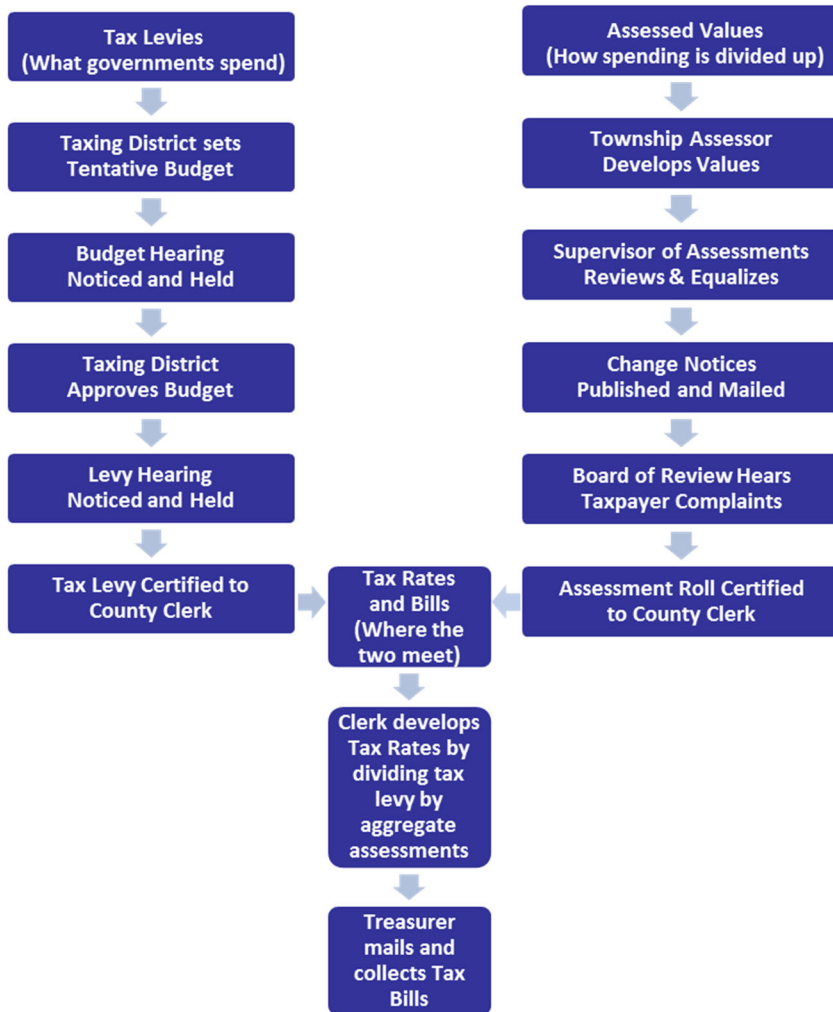 Tax Levies
(What governments spend)
Taxing District sets
Tentative Budget
Budget Hearing
Noticed and Held
Taxing District
Approves Budget
Levy Hearing
Noticed and Held
Tax Levy Certified to
County Clerk
Assessed Values
(How spending is divided up)
Township Assessor
Develops Values
Supervisor of Assessments
Reviews & Equalizes
Change Notices
Published and Mailed
Board of Review Hears
Taxpayer Complaints
Assessment Roll Certified
to County Clerk
Tax Rates
and Bills
(Where the
two meet)
Clerk develops
Tax Rates by
dividing tax
levy by
aggregate
assessments
Treasurer
mails and
collects Tax
Bills